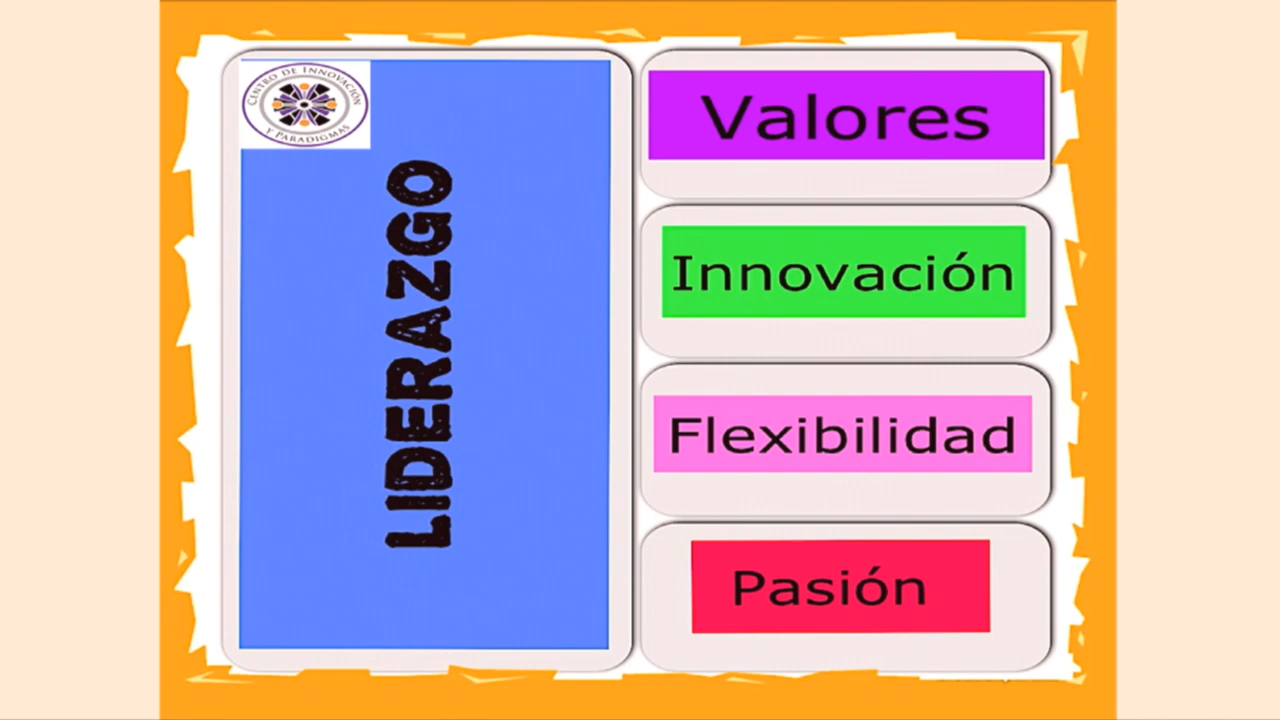 CENTRO DE INNOVACIÓN
Y PARADIGMAS
LIDERAZGO
Valores
Innovación
Flexibilidad
Pasión